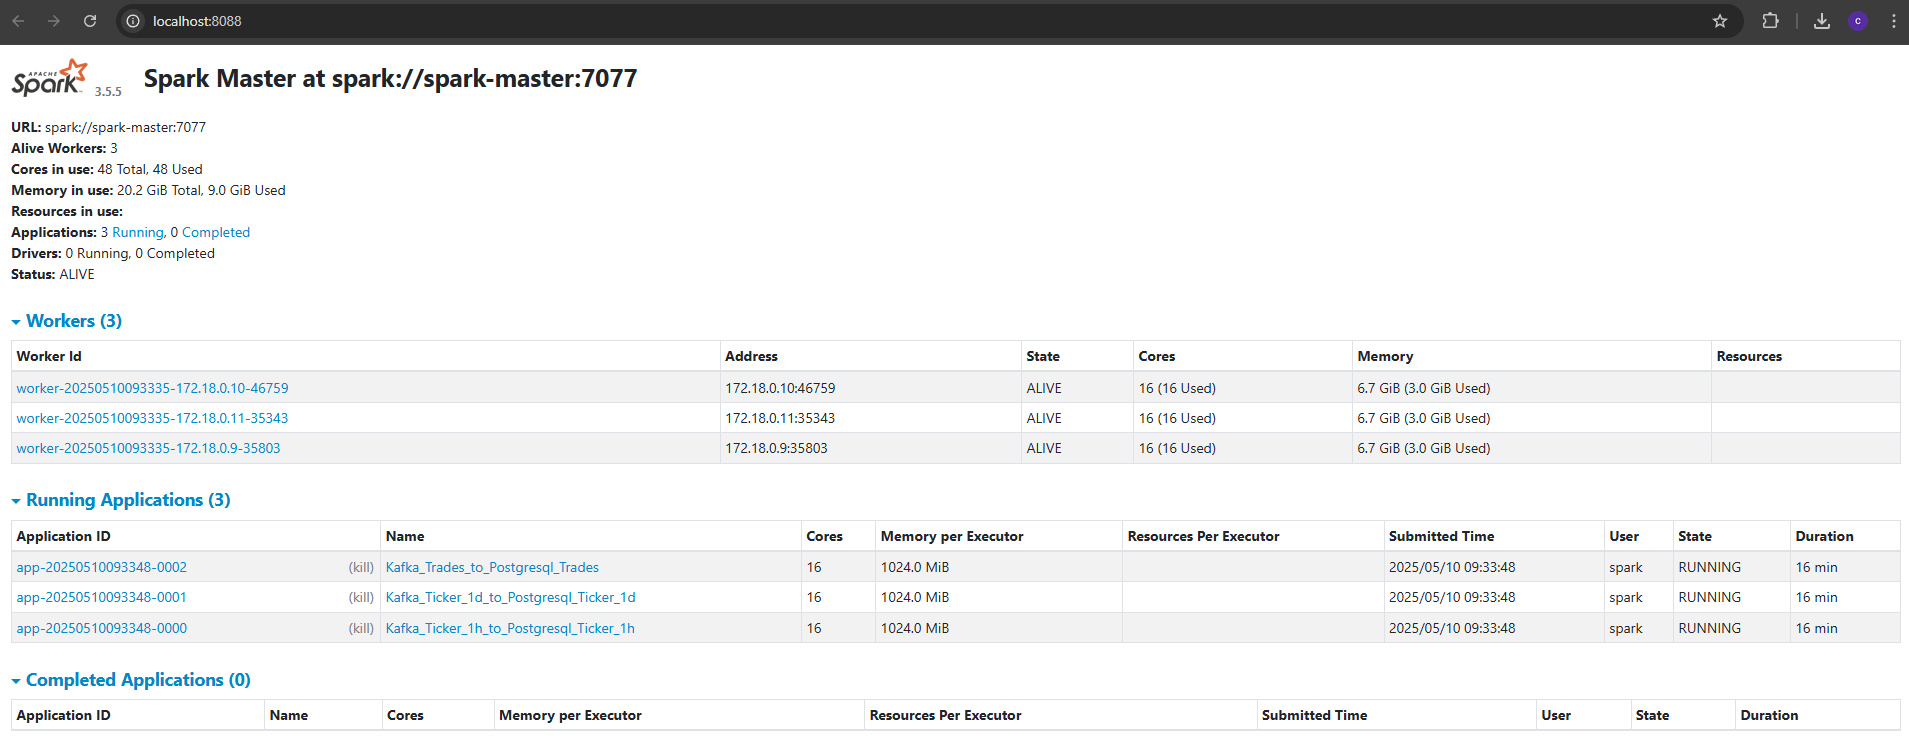 localhost:8088
C
APACHE
Spark 3.5.5 Spark Master at spark://spark-master:7077
URL: spark://spark-master:7077
Alive Workers: 3
Cores in use: 48 Total, 48 Used
Memory in use: 20.2 GiB Total, 9.0 GiB Used
Resources in use:
Applications: 3 Running, 0 Completed
Drivers: 0 Running, 0 Completed
Status: ALIVE
Workers (3)
Worker Id Address State Cores Memory Resources
worker-20250510093335-172.18.0.10-46759 172.18.0.10:46759 ALIVE 16 (16 Used) 6.7 GiB (3.0 GiB Used)
worker-20250510093335-172.18.0.11-35343 172.18.0.11:35343 ALIVE 16 (16 Used) 6.7 GiB (3.0 GiB Used)
worker-20250510093335-172.18.0.9-35803 172.18.0.9:35803 ALIVE 16 (16 Used) 6.7 GiB (3.0 GiB Used)
Running Applications (3)
Application ID Name Cores Memory per Executor Resources Per Executor Submitted Time User State Duration
app-20250510093348-0002 (kill) Kafka_Trades_to_Postgresql_Trades 16 1024.0 MiB 2025/05/10 09:33:48 spark RUNNING 16 min
app-20250510093348-0001 (kill) Kafka_Ticker_1d_to_Postgresql_Ticker_1d 16 1024.0 MiB 2025/05/10 09:33:48 spark RUNNING 16 min
app-20250510093348-0000 (kill) Kafka_Ticker_1h_to_Postgresql_Ticker_1h 16 1024.0 MiB 2025/05/10 09:33:48 spark RUNNING 16 min
Completed Applications (0)
Application ID Name Cores Memory per Executor Resources Per Executor Submitted Time User State Duration